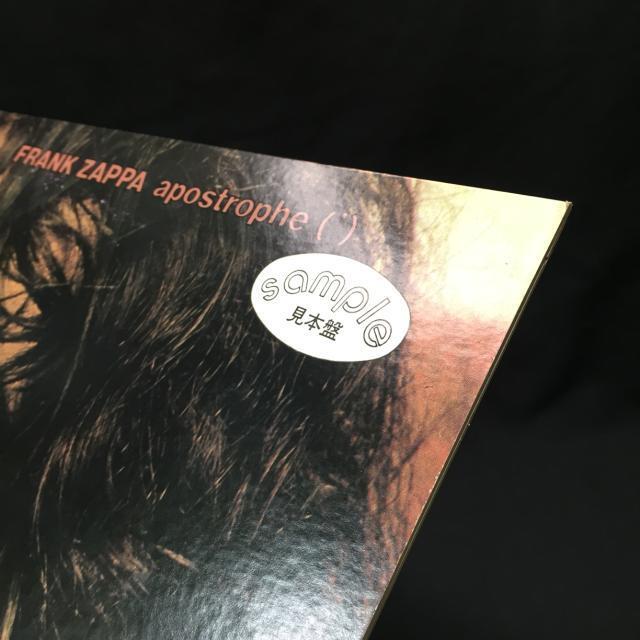 FRANK ZAPPA apostrophe (')
sample
見本盤